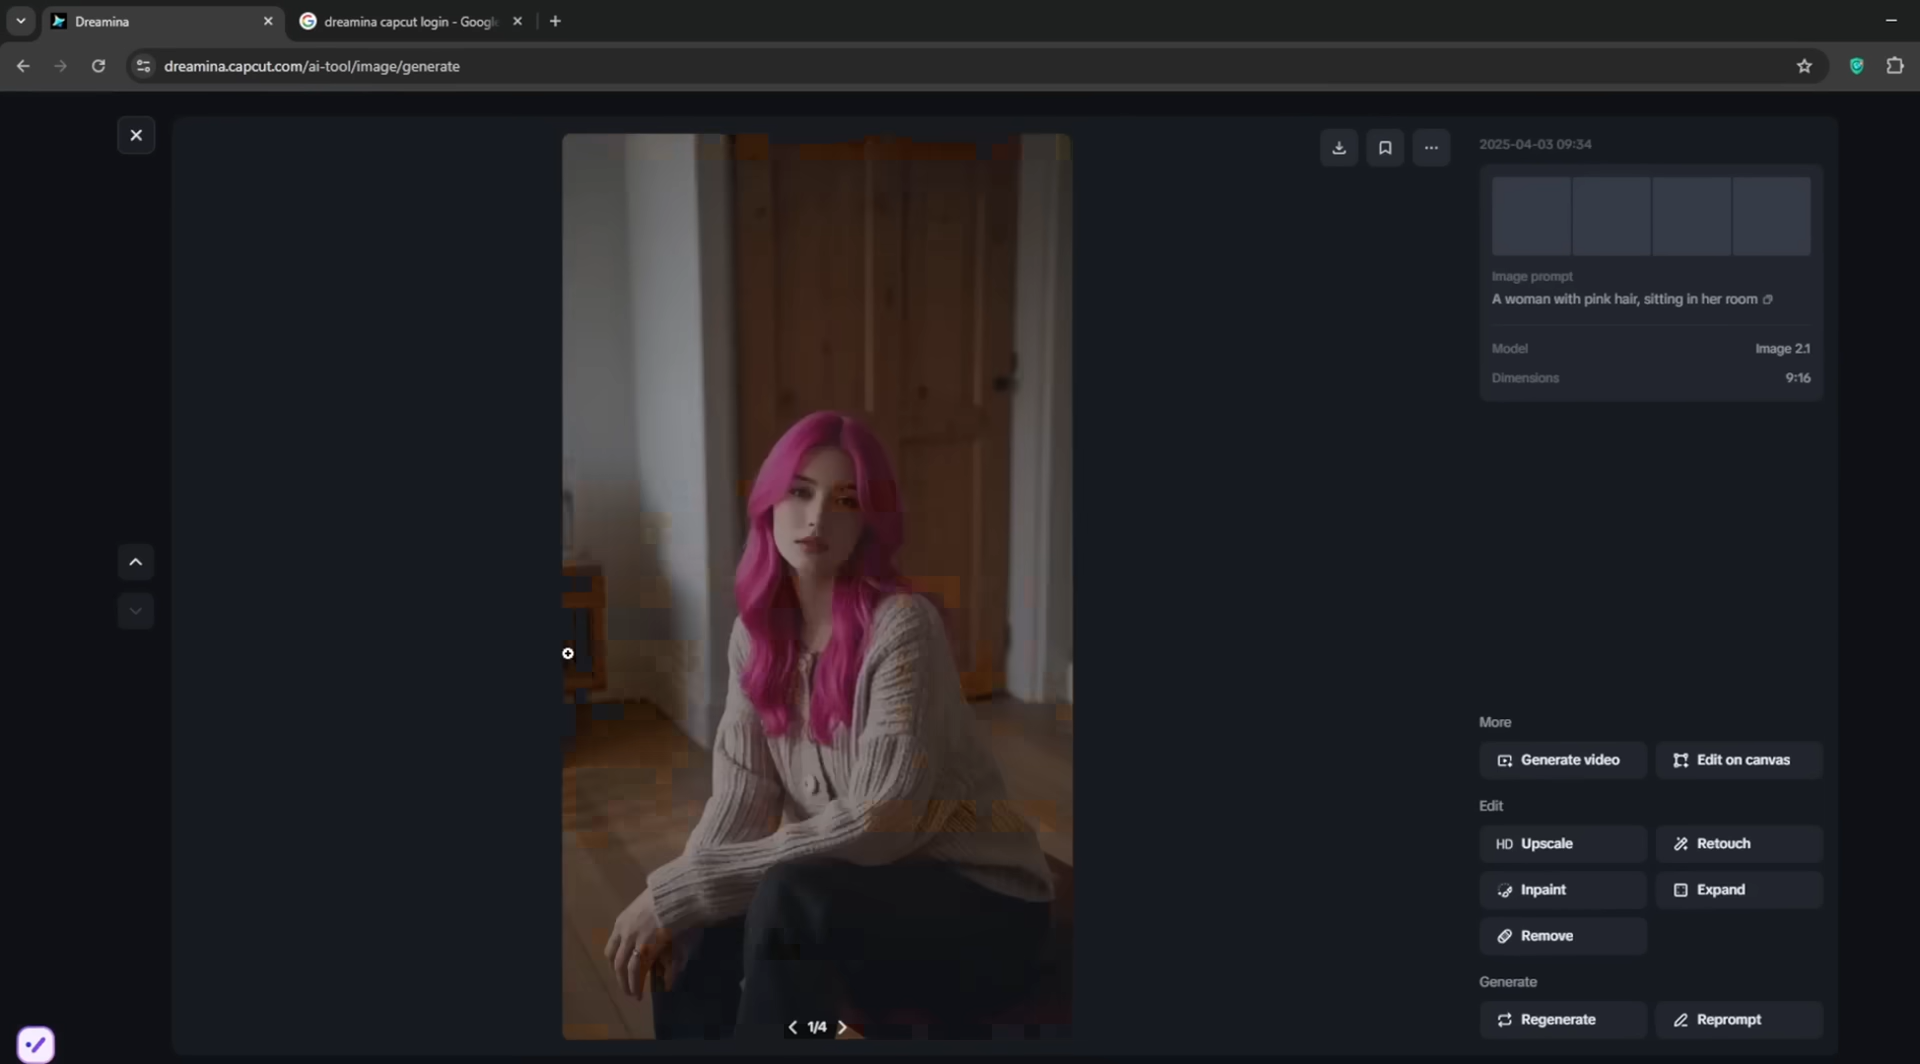 Dreamina
dreamina capcut login - Google
dreamina.capcut.com/ai-tool/image/generate
2025-04-03 09:34
Image prompt
A woman with pink hair, sitting in her room
Model Image 2.1
Dimensions 9:16
More
Generate video Edit on canvas
Edit
HD Upscale Retouch
Inpaint Expand
Remove
Generate
Regenerate Reprompt
1/4